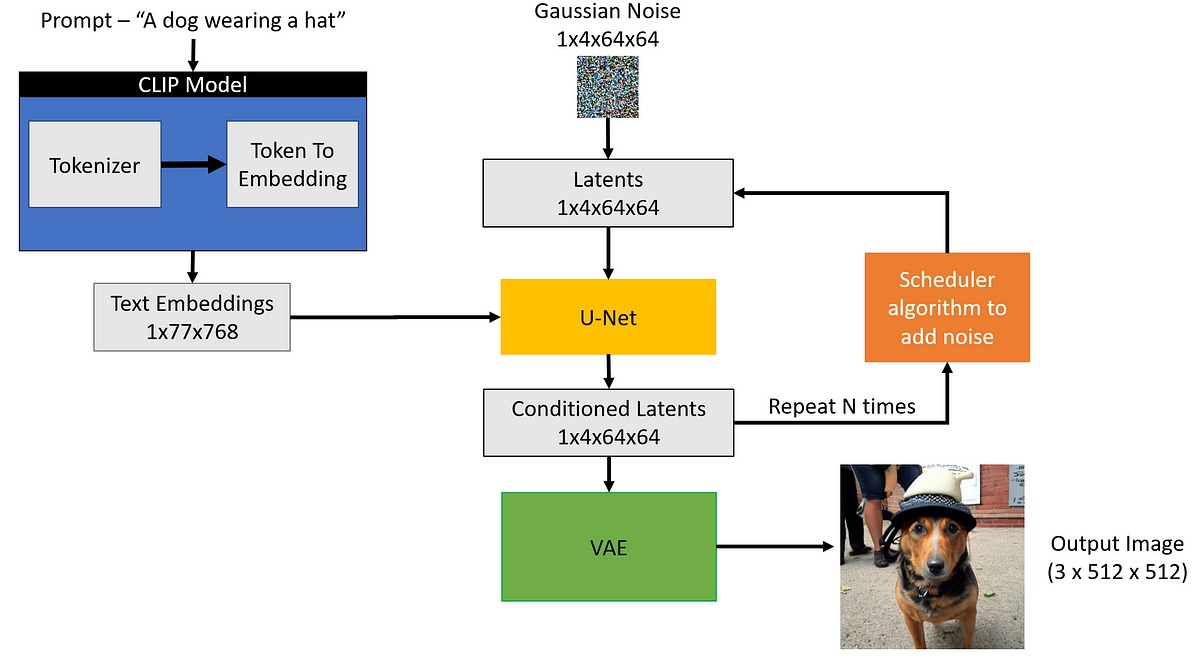 Prompt – “A dog wearing a hat”
CLIP Model
Tokenizer
Token To
Embedding
Text Embeddings
1x77x768
Gaussian Noise
1x4x64x64
Latents
1x4x64x64
U-Net
Conditioned Latents
1x4x64x64
Repeat N times
Scheduler
algorithm to
add noise
VAE
Output Image
(3 x 512 x 512)